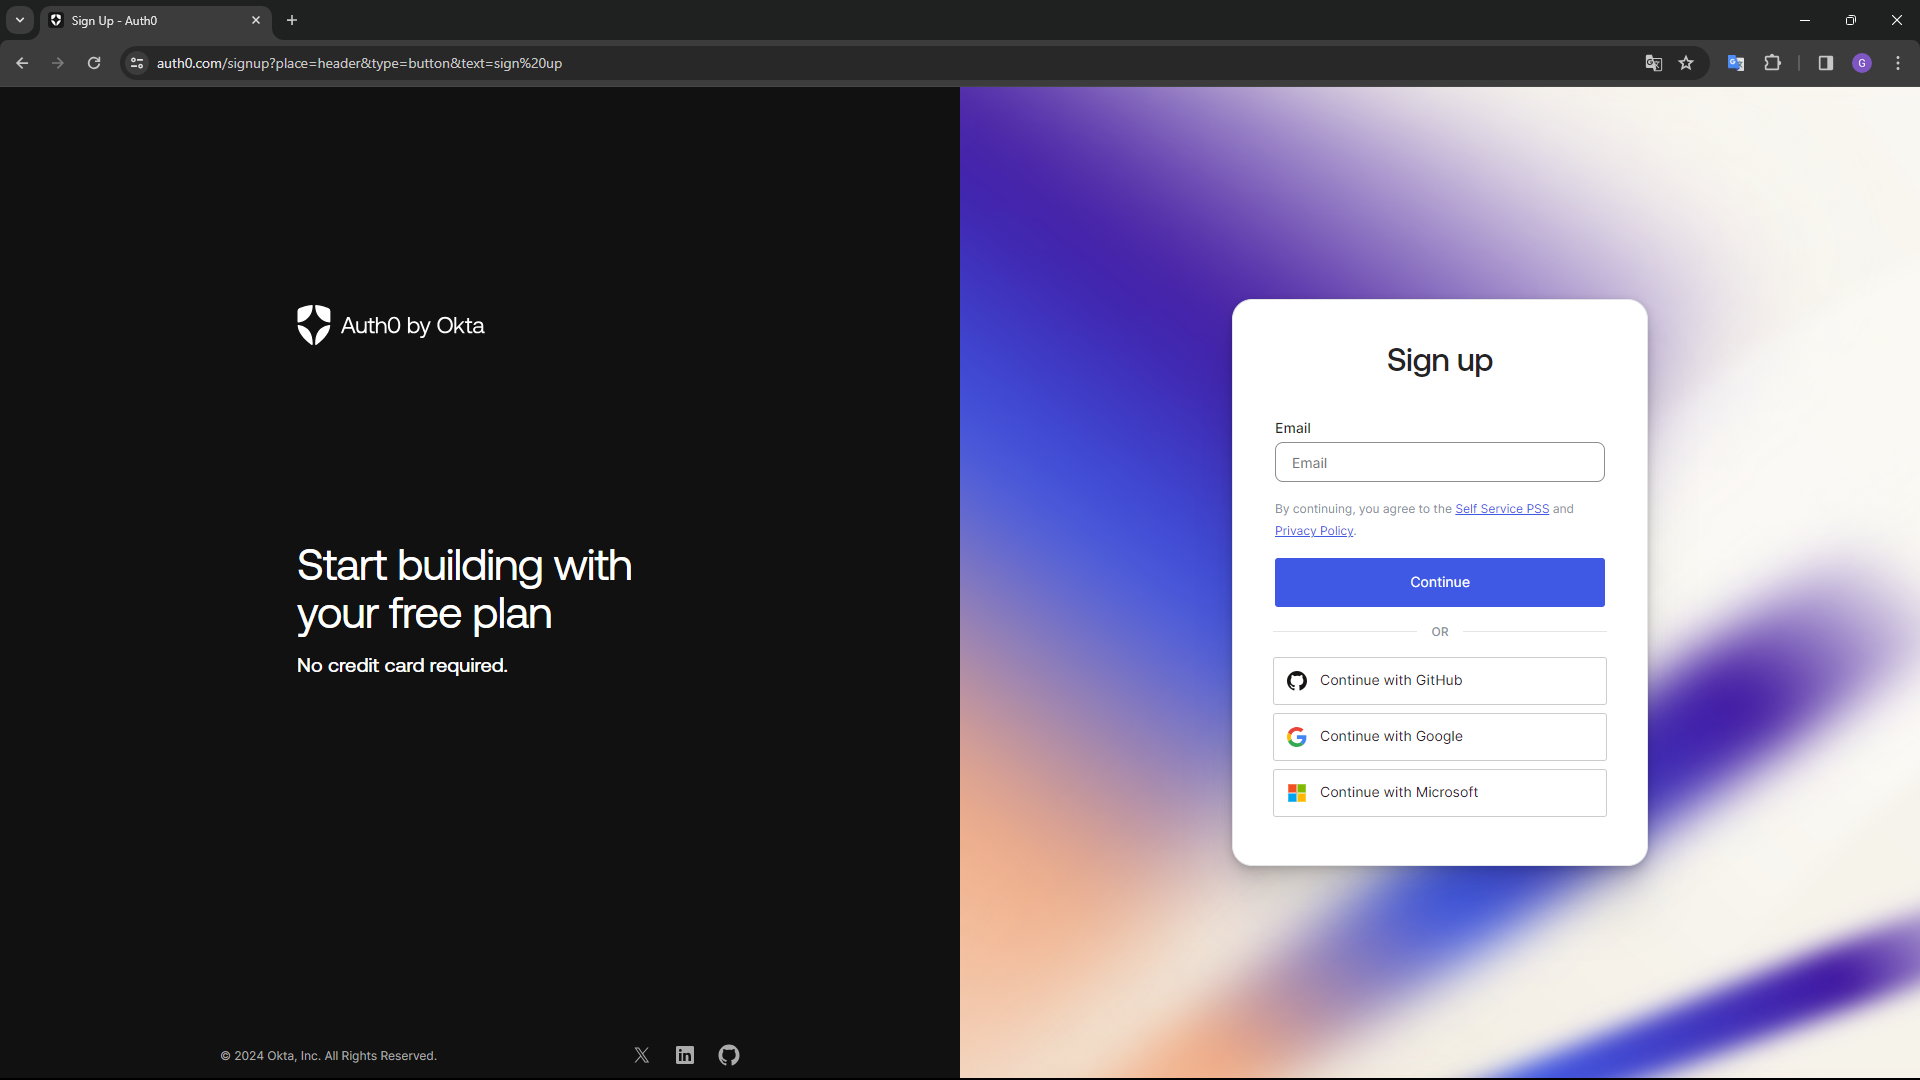 Sign Up - Auth0
auth0.com/signup?place=header&type=button&text=sign%20up
G
Auth0 by Okta
Start building with
your free plan
No credit card required.
© 2024 Okta, Inc. All Rights Reserved.
Sign up
Email
Email
By continuing, you agree to the Self Service PSS and
Privacy Policy.
Continue
OR
Continue with GitHub
Continue with Google
Continue with Microsoft